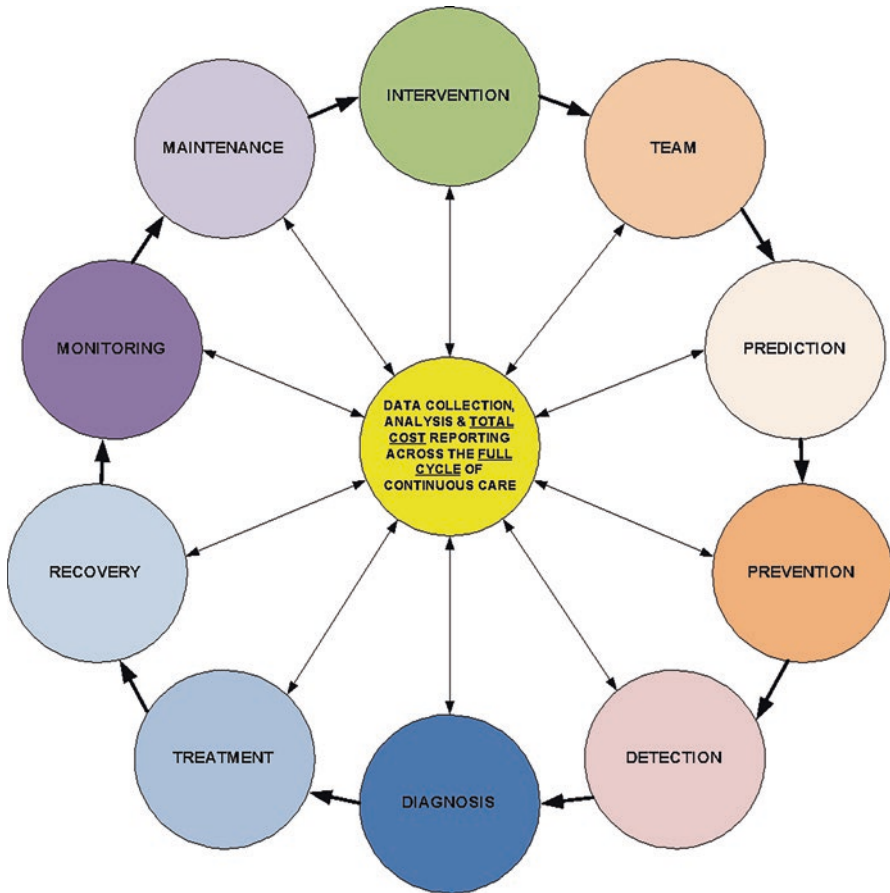 INTERVENTION
TEAM
PREDICTION
PREVENTION
DETECTION
DIAGNOSIS
TREATMENT
RECOVERY
MONITORING
MAINTENANCE
DATA COLLECTION,
ANALYSIS & TOTAL
COST REPORTING
ACROSS THE FULL
CYCLE OF
CONTINUOUS CARE